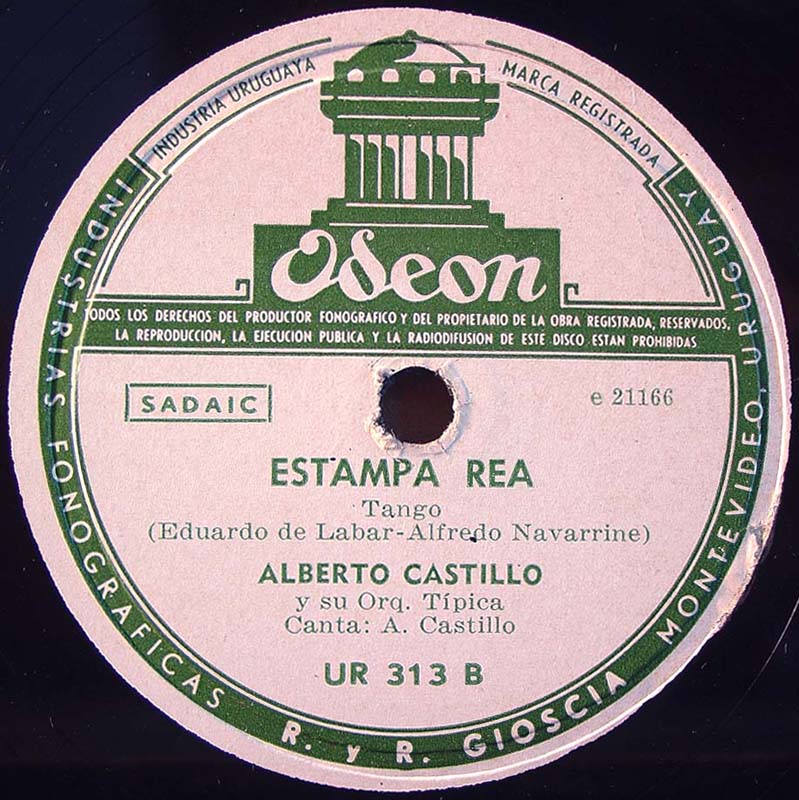 INDUSTRIA URUGUAYA
MARCA REGISTRADA
Odeon
TODOS LOS DERECHOS DEL PRODUCTOR FONOGRAFICO Y DEL PROPIETARIO DE LA OBRA REGISTRADA, RESERVADOS.
LA REPRODUCCION, LA EJECUCION PUBLICA Y LA RADIODIFUSION DE ESTE DISCO ESTAN PROHIBIDAS
SADAIC
e 21166
ESTAMPA REA
Tango
(Eduardo de Labar-Alfredo Navarrine)
ALBERTO CASTILLO
y su Orq. Típica
Canta: A. Castillo
UR 313 B
INDUSTRIAS FONOGRAFICAS R. y R. GIOSCIA MONTEVIDEO, URUGUAY